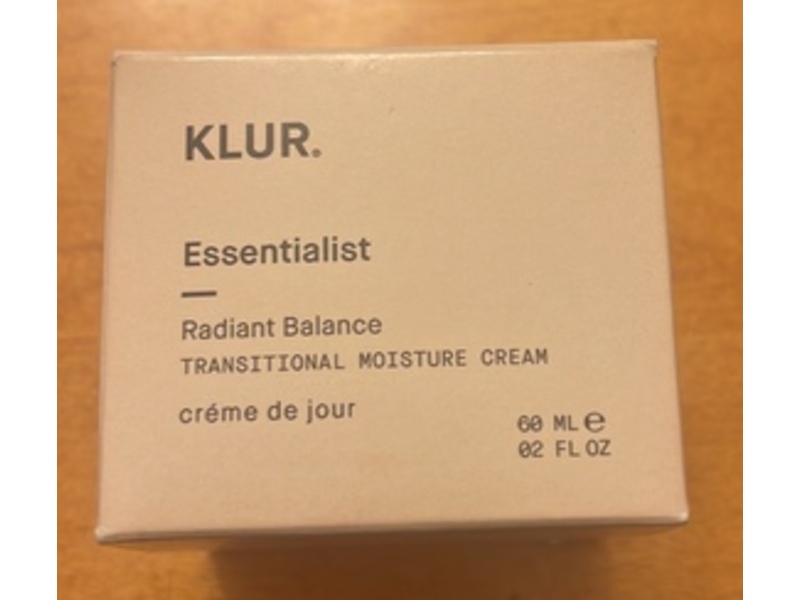 KLUR.
Essentialist
Radiant Balance
TRANSITIONAL MOISTURE CREAM
créme de jour
60 ML ℮
02 FL OZ